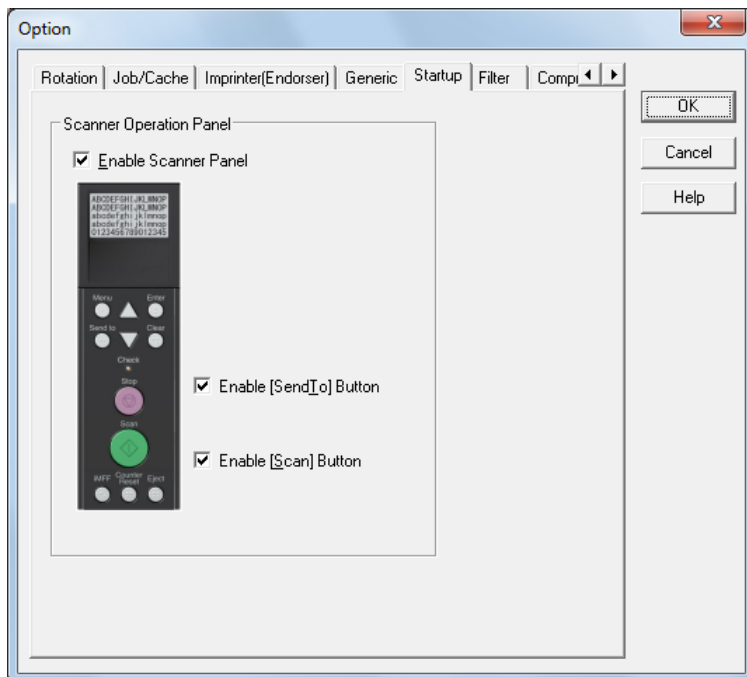 Option
Rotation Job/Cache Imprinter(Endorser) Generic Startup Filter
OK
Scanner Operation Panel
Enable Scanner Panel
Cancel
Help
ABCDEFGHIJKLMNOP
ABCDEFGHIJKLMNOP
abcdefghijklmnop
abcdefghijklmnop
0123456789012345
Menu Enter
Send to Clear
Check
Stop
Enable [SendTo] Button
Scan
Enable [Scan] Button
IMFF Counter Reset Eject